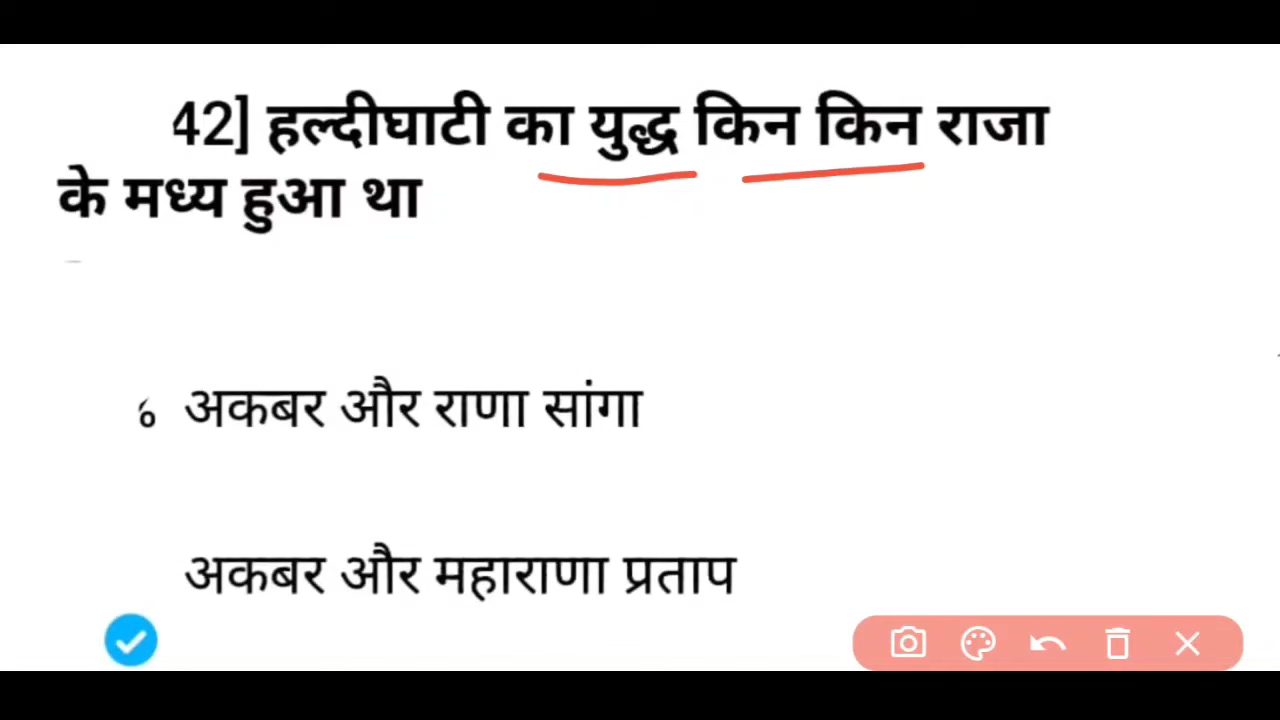 42] हल्दीघाटी का युद्ध किन किन राजा
के मध्य हुआ था
अकबर और राणा सांगा
अकबर और महाराणा प्रताप